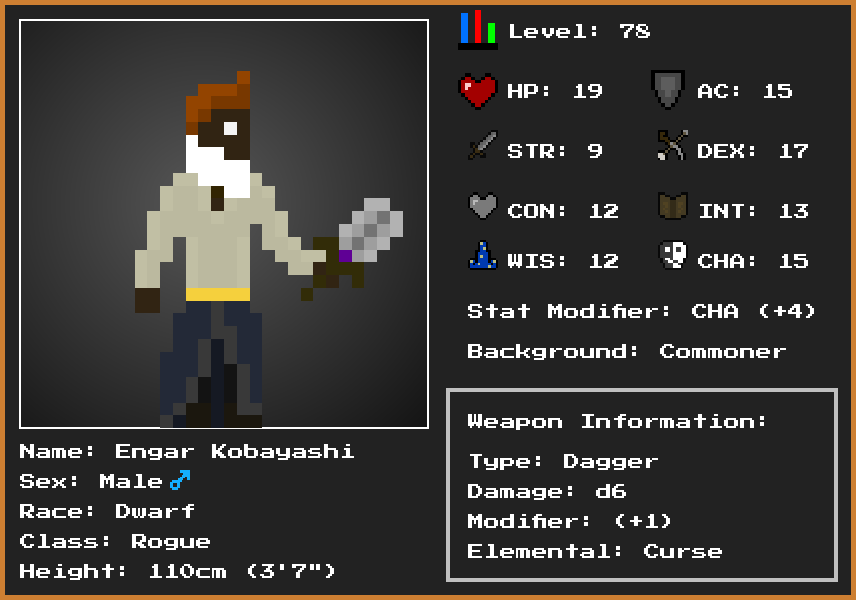 Level: 78
HP: 19
AC: 15
STR: 9
DEX: 17
CON: 12
INT: 13
WIS: 12
CHA: 15
Stat Modifier: CHA (+4)
Background: Commoner
Weapon Information:
Type: Dagger
Damage: d6
Modifier: (+1)
Elemental: Curse
Name: Engar Kobayashi
Sex: Male ♂
Race: Dwarf
Class: Rogue
Height: 110cm (3'7")